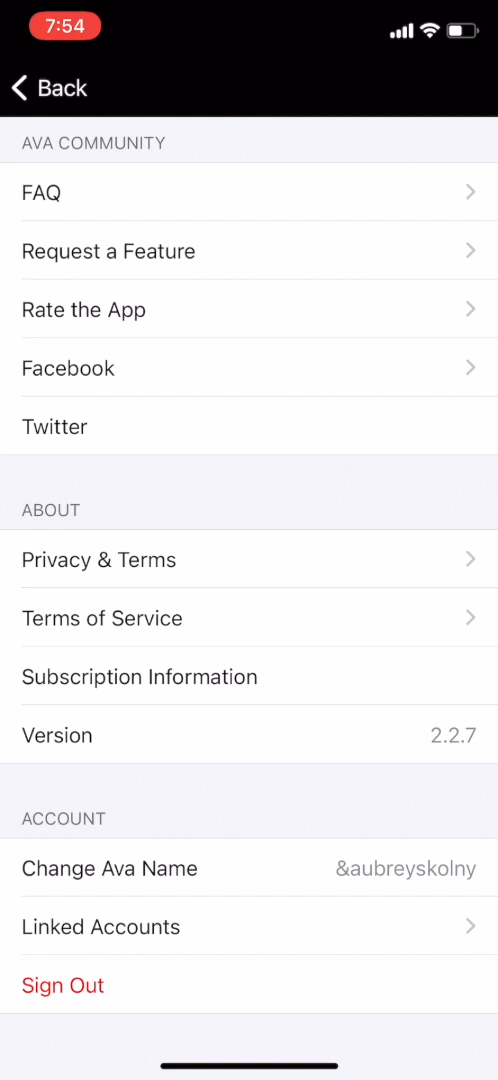 7:54
Back
AVA COMMUNITY
FAQ
Request a Feature
Rate the App
Facebook
Twitter
ABOUT
Privacy & Terms
Terms of Service
Subscription Information
Version 2.2.7
ACCOUNT
Change Ava Name &aubreyskolny
Linked Accounts
Sign Out